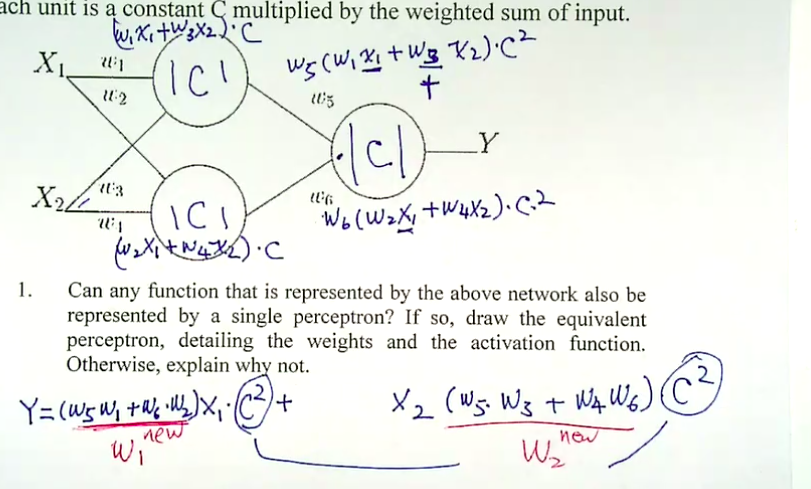 ach unit is a constant C multiplied by the weighted sum of input.
(w₁x₁+w₃x₂)·C
X₁ w₁ |C| w₅(w₁x₁+w₃x₂)·C²
w₂ w₅ +
|C| Y
X₂ w₃ w₆
w₄ |C| w₆(w₂x₁+w₄x₂)·C²
(w₂x₁+w₄x₂)·C
1. Can any function that is represented by the above network also be
represented by a single perceptron? If so, draw the equivalent
perceptron, detailing the weights and the activation function.
Otherwise, explain why not.
Y=(w₅w₁+w₆·w₂)x₁·C²+ x₂(w₅·w₃+w₄w₆)C²
w₁ new w₂ new